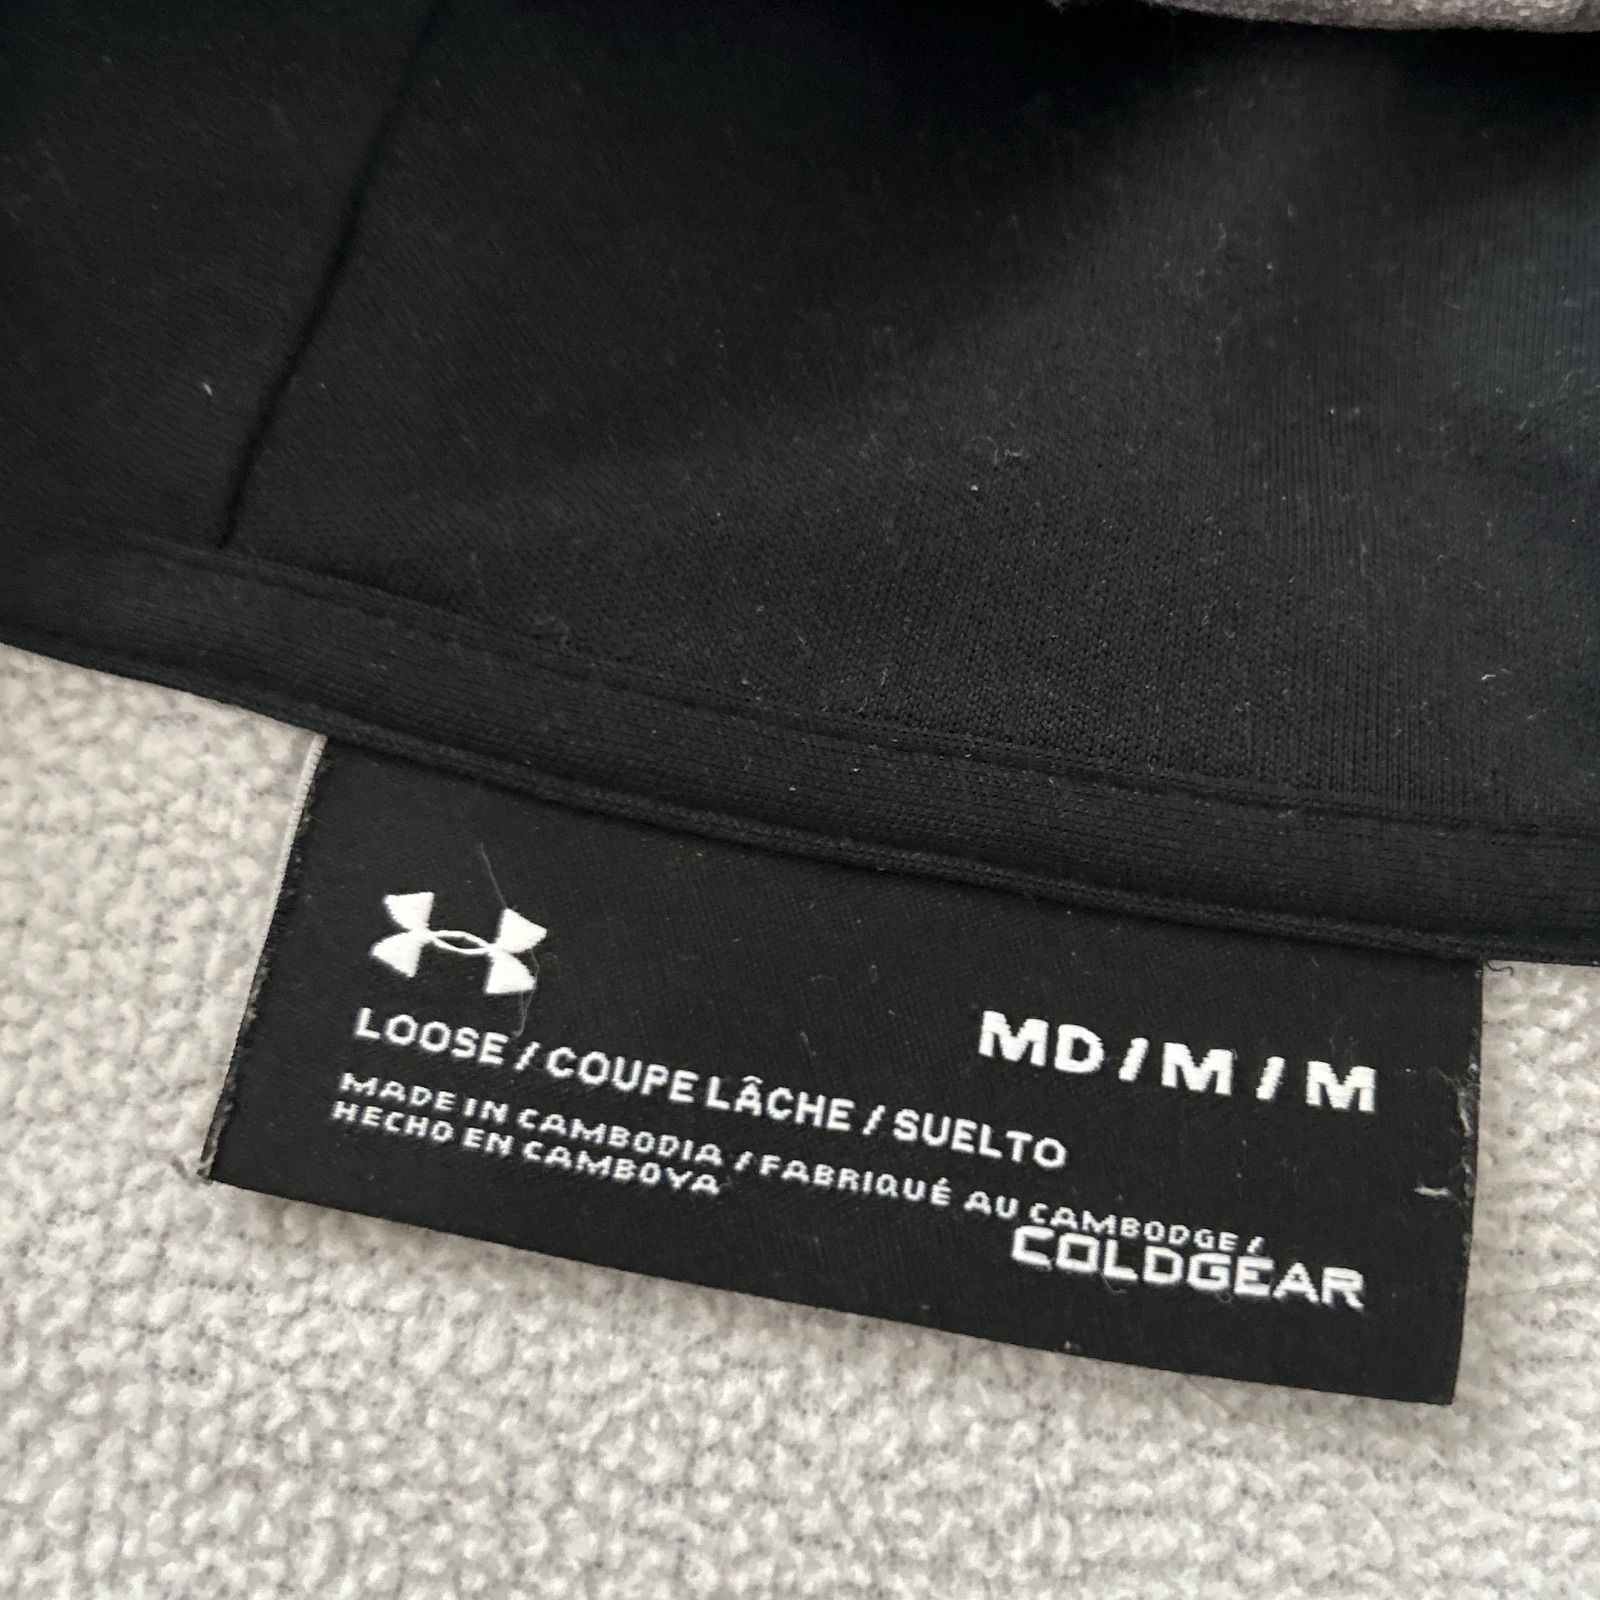 MD / M / M
LOOSE / COUPE LÂCHE / SUELTO
MADE IN CAMBODIA / FABRIQUÉ AU CAMBODGE /
HECHO EN CAMBOYA
COLDGEAR